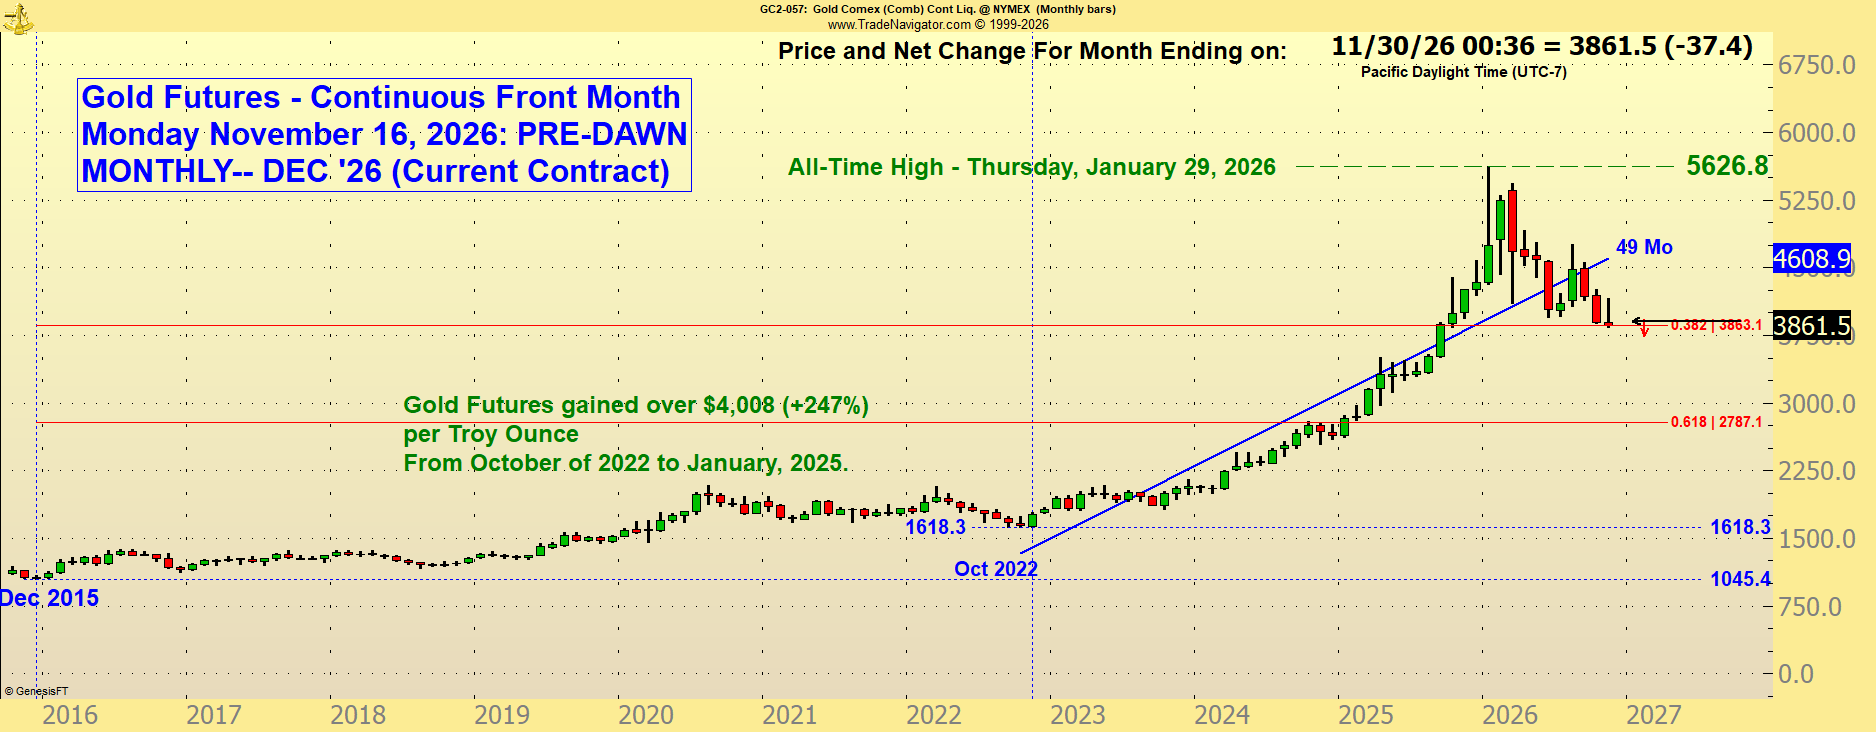 GC2-057: Gold Comex (Comb) Cont Liq. @ NYMEX (Monthly bars)
www.TradeNavigator.com © 1999-2026
Price and Net Change For Month Ending on: 11/30/26 00:36 = 3861.5 (-37.4)
Pacific Daylight Time (UTC-7)
Gold Futures - Continuous Front Month
Monday November 16, 2026: PRE-DAWN
MONTHLY-- DEC '26 (Current Contract)
All-Time High - Thursday, January 29, 2026
5626.8
49 Mo
6750.0
6000.0
5250.0
4608.9
3861.5
0.382 | 3863.1
3000.0
0.618 | 2787.1
2250.0
Gold Futures gained over $4,008 (+247%)
per Troy Ounce
From October of 2022 to January, 2025.
1618.3
1618.3
1500.0
Oct 2022
1045.4
Dec 2015
750.0
0.0
© GenesisFT
2016 2017 2018 2019 2020 2021 2022 2023 2024 2025 2026 2027